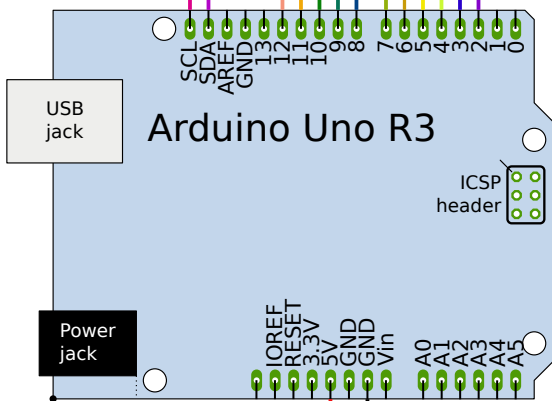 SCL
SDA
AREF
GND
13
12
11
10
9
8
7
6
5
4
3
2
1
0
USB
jack
Arduino Uno R3
ICSP
header
Power
jack
IOREF
RESET
3.3V
5V
GND
GND
Vin
A0
A1
A2
A3
A4
A5